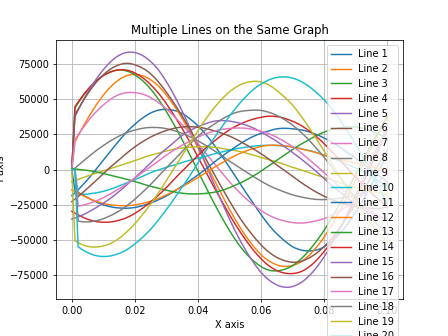 Multiple Lines on the Same Graph
75000
50000
25000
0
−25000
−50000
−75000
0.00
0.02
0.04
0.06
0.08
X axis
axis
Line 1
Line 2
Line 3
Line 4
Line 5
Line 6
Line 7
Line 8
Line 9
Line 10
Line 11
Line 12
Line 13
Line 14
Line 15
Line 16
Line 17
Line 18
Line 19
Line 20